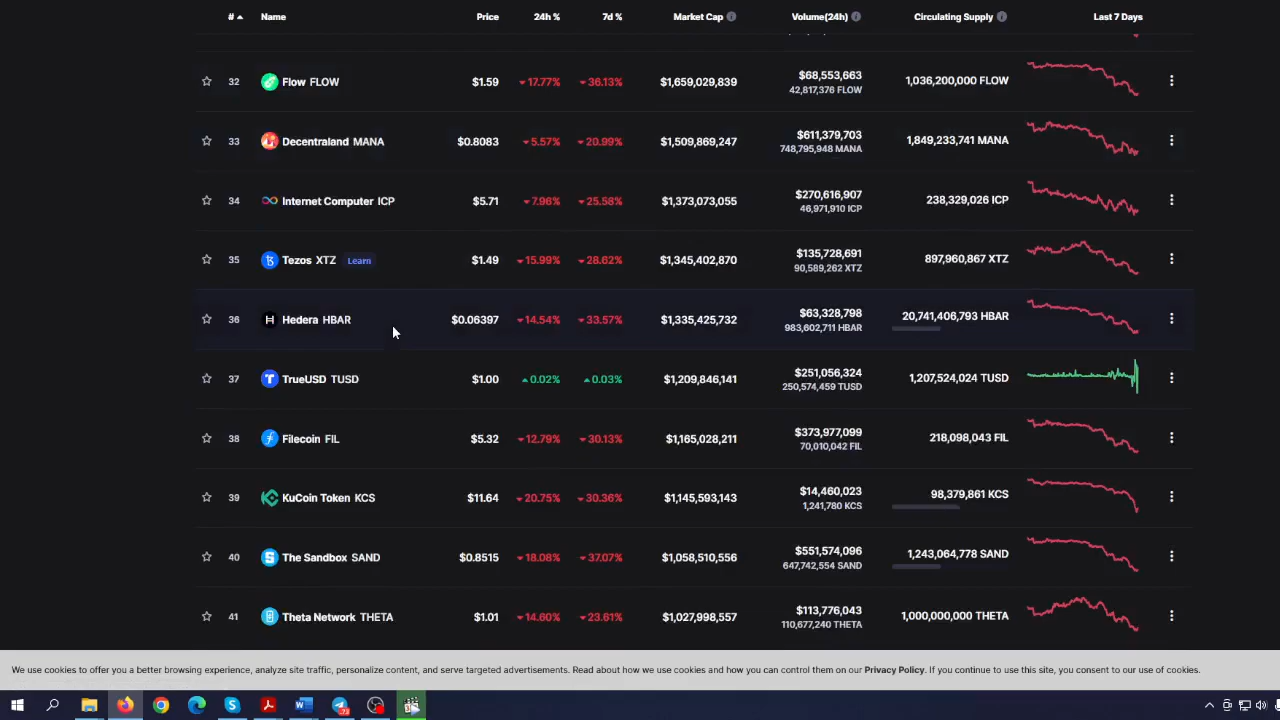 # Name Price 24h % 7d % Market Cap Volume(24h) Circulating Supply Last 7 Days
32 Flow FLOW $1.59 17.77% 36.13% $1,659,029,839 $68,553,663 1,036,200,000 FLOW
42,817,376 FLOW
33 Decentraland MANA $0.8083 5.57% 20.99% $1,509,869,247 $611,379,703 1,849,233,741 MANA
748,795,948 MANA
34 Internet Computer ICP $5.71 7.96% 25.58% $1,373,073,055 $270,616,907 238,329,026 ICP
46,971,910 ICP
35 Tezos XTZ Learn $1.49 15.99% 28.62% $1,345,402,870 $135,728,691 897,960,867 XTZ
90,589,262 XTZ
36 Hedera HBAR $0.06397 14.54% 33.57% $1,335,425,732 $63,328,798 20,741,406,793 HBAR
983,602,711 HBAR
37 TrueUSD TUSD $1.00 0.02% 0.03% $1,209,846,141 $251,056,324 1,207,524,024 TUSD
250,574,459 TUSD
38 Filecoin FIL $5.32 12.79% 30.13% $1,165,028,211 $373,977,099 218,098,043 FIL
70,010,042 FIL
39 KuCoin Token KCS $11.64 20.75% 30.36% $1,145,593,143 $14,460,023 98,379,861 KCS
1,241,780 KCS
40 The Sandbox SAND $0.8515 18.08% 37.07% $1,058,510,556 $551,574,096 1,243,064,778 SAND
647,742,554 SAND
41 Theta Network THETA $1.01 14.60% 23.61% $1,027,998,557 $113,776,043 1,000,000,000 THETA
110,677,240 THETA
We use cookies to offer you a better browsing experience, analyze site traffic, personalize content, and serve targeted advertisements. Read about how we use cookies and how you can control them on our Privacy Policy. If you continue to use this site, you consent to our use of cookies.